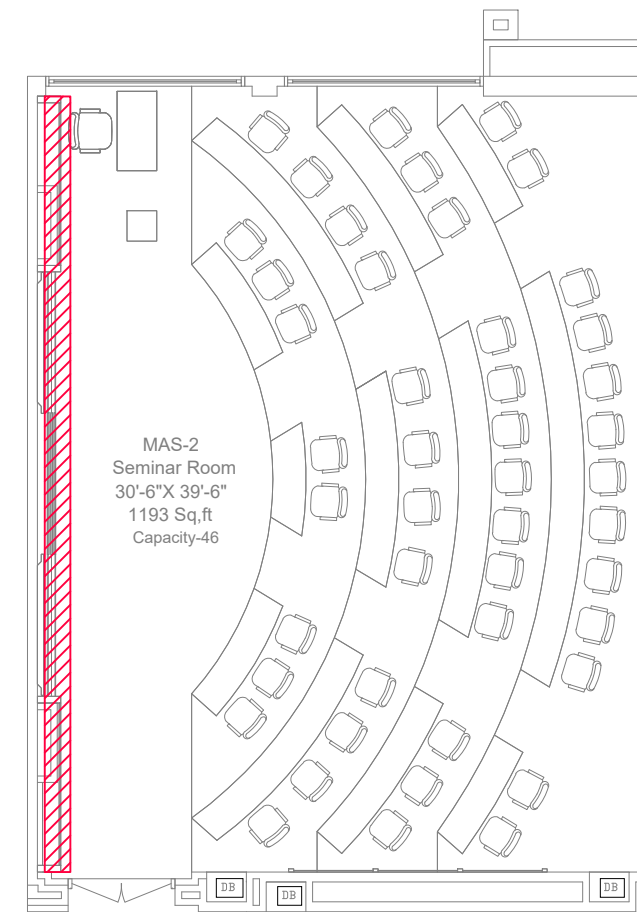 MAS-2
Seminar Room
30'-6"X 39'-6"
1193 Sq,ft
Capacity-46
DB
DB
DB